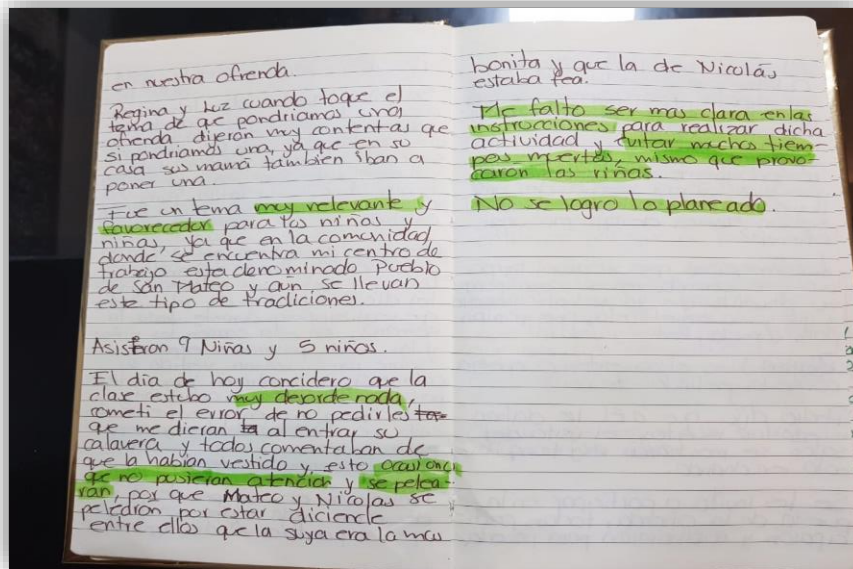 en nuestra ofrenda.
Regina y Luz cuando toque el
tema de que pondriamos una
ofrenda dijeron muy contentas que
si pondriamos una, ya que en su
casa sus mamá tambien iban a
poner una.
Fue un tema muy relevante y
favorecedor para los niños y
niñas, ya que en la comunidad
donde se encuentra mi centro de
trabajo esta denominado Pueblo
de San Mateo y aún se llevan
este tipo de tradiciones.
Asistieron 9 Niñas y 5 niños.
El día de hoy concidero que la
clase estubo muy desordenada,
cometi el error de no pedirles
que me dieran al entrar su
calavera y todos comentaban de
que la habían vestido y esto ocasionó
que no pusieran atención y se pelea-
ran, por que Mateo y Nicolas se
pelearon por estar diciendo
entre ellos que la suya era la mas
bonita y que la de Nicolás
estaba fea.
Me falto ser mas clara en las
instrucciones para realizar dicha
actividad y evitar muchos tiem-
pos muertos, mismo que provo-
caron las riñas.
No se logro lo planeado.